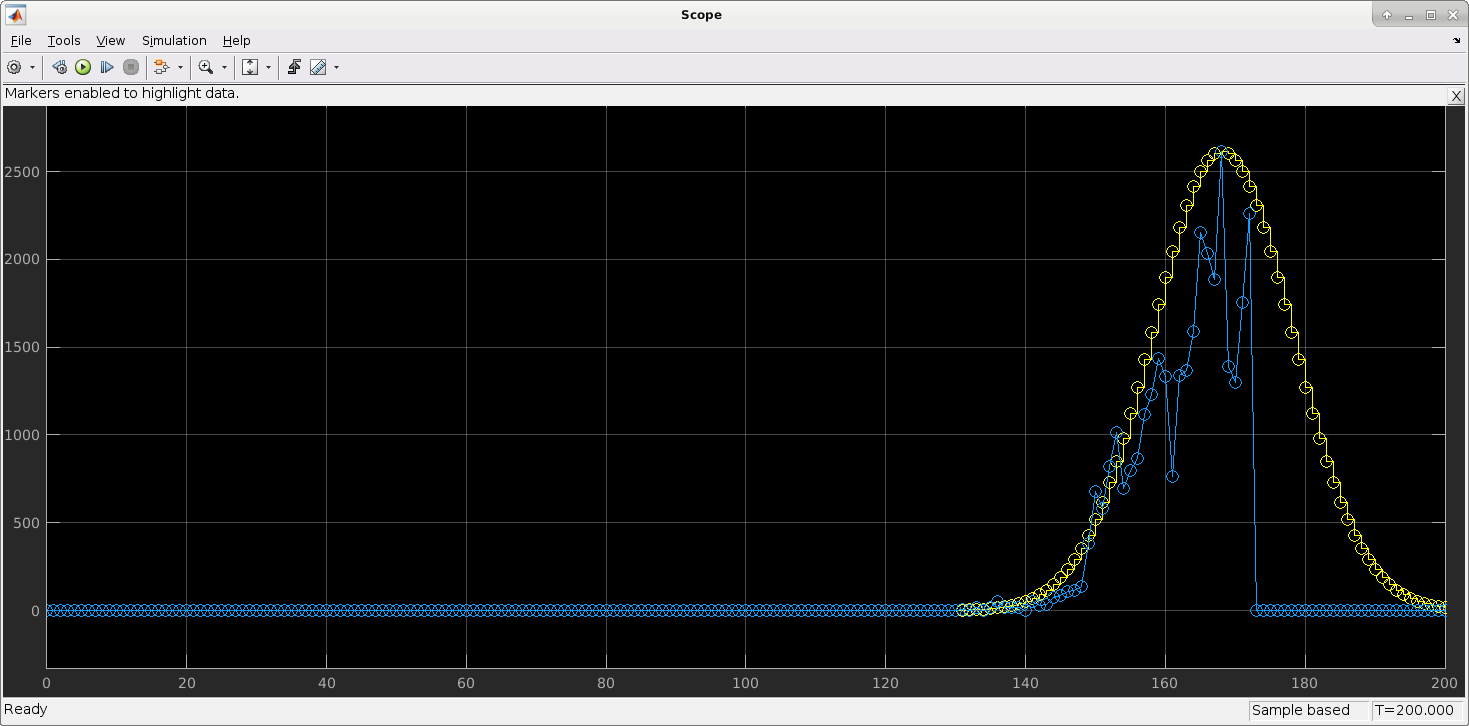 Scope
File Tools View Simulation Help
Markers enabled to highlight data.
X
2500
2000
1500
1000
500
0
0 20 40 60 80 100 120 140 160 180 200
Ready Sample based T=200.000